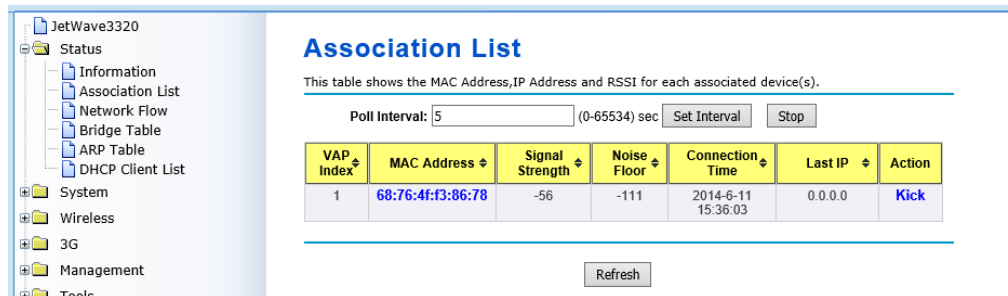 JetWave3320
Status
Information
Association List
Network Flow
Bridge Table
ARP Table
DHCP Client List
System
Wireless
3G
Management
Tools
Association List
This table shows the MAC Address,IP Address and RSSI for each associated device(s).
Poll Interval: 5 (0-65534) sec Set Interval Stop
VAP Index MAC Address Signal Strength Noise Floor Connection Time Last IP Action
1 68:76:4f:f3:86:78 -56 -111 2014-6-11 15:36:03 0.0.0.0 Kick
Refresh